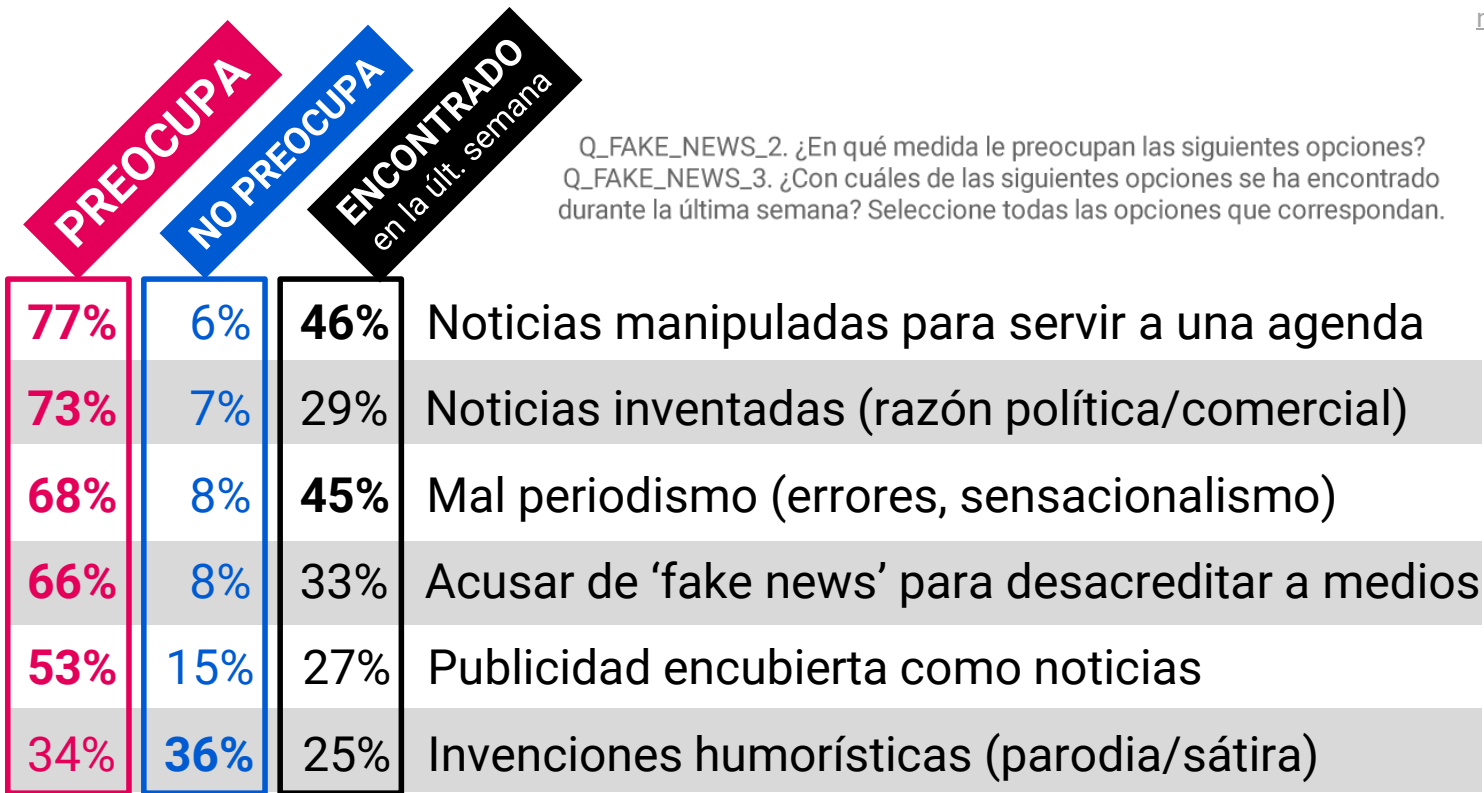 PREOCUPA
NO PREOCUPA
ENCONTRADO
en la últ. semana
Q_FAKE_NEWS_2. ¿En qué medida le preocupan las siguientes opciones?
Q_FAKE_NEWS_3. ¿Con cuáles de las siguientes opciones se ha encontrado
durante la última semana? Seleccione todas las opciones que correspondan.
77% 6% 46% Noticias manipuladas para servir a una agenda
73% 7% 29% Noticias inventadas (razón política/comercial)
68% 8% 45% Mal periodismo (errores, sensacionalismo)
66% 8% 33% Acusar de ‘fake news’ para desacreditar a medios
53% 15% 27% Publicidad encubierta como noticias
34% 36% 25% Invenciones humorísticas (parodia/sátira)